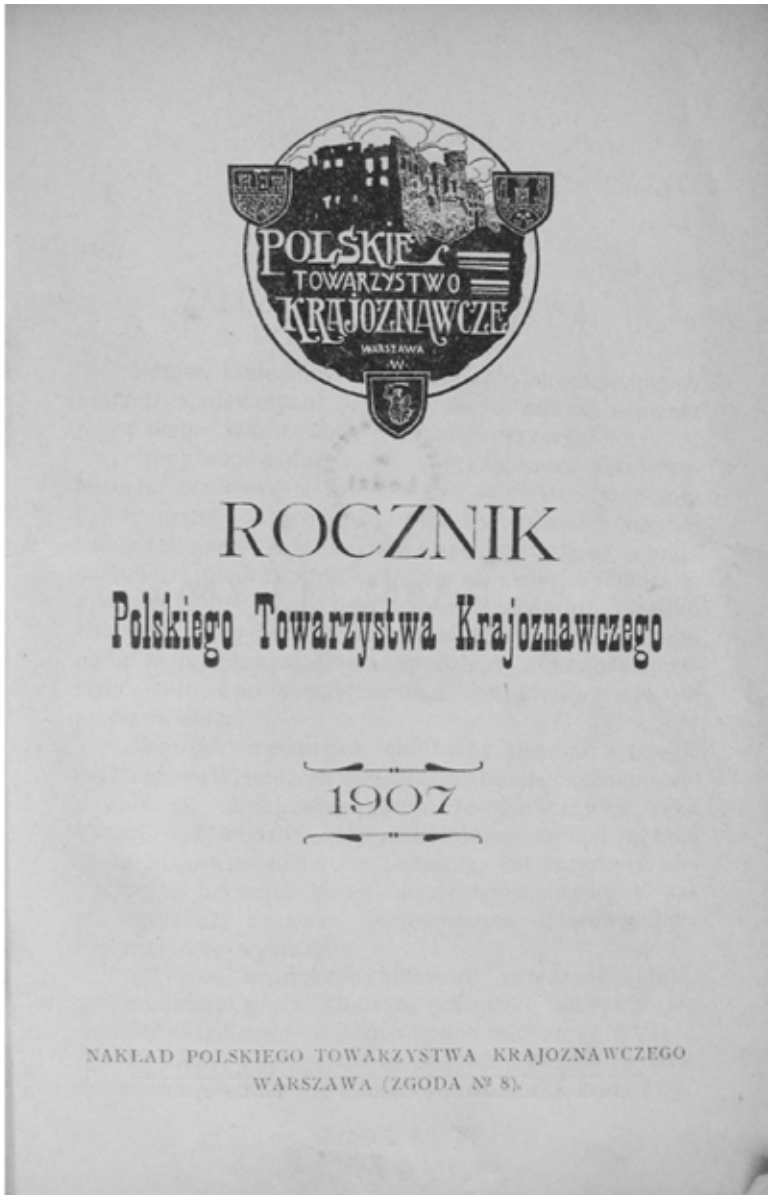 POLSKIE
TOWARZYSTWO
KRAJOZNAWCZE
WARSZAWA
W
ROCZNIK
Polskiego Towarzystwa Krajoznawczego
1907
NAKŁAD POLSKIEGO TOWARZYSTWA KRAJOZNAWCZEGO
WARSZAWA (ZGODA № 8).